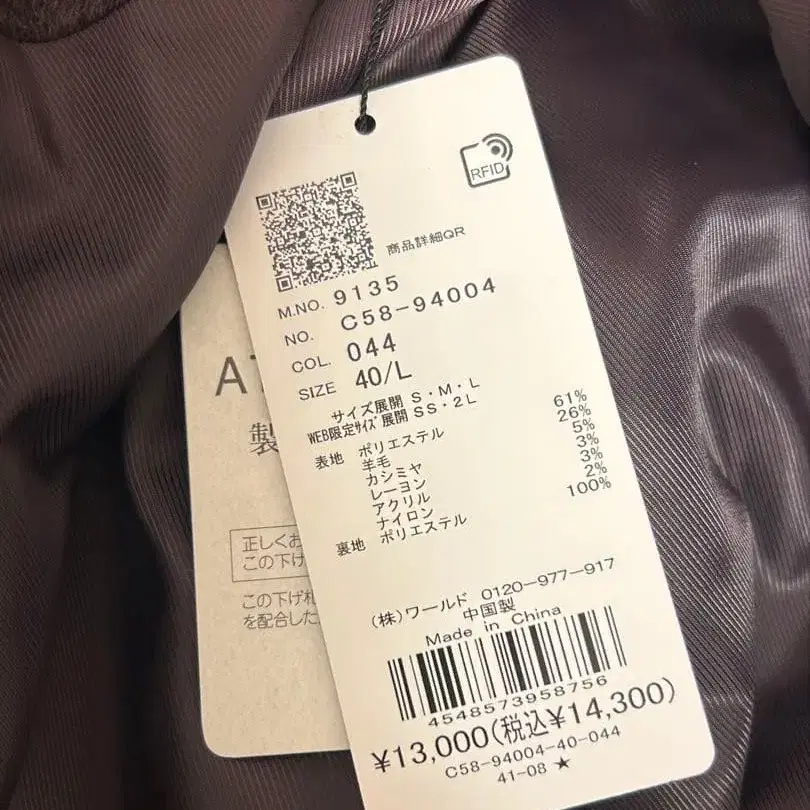 RFID
商品詳細QR
M.NO. 9135
NO. C58-94004
COL. 044
SIZE 40/L
サイズ展開 S・M・L
WEB限定ｻｲｽﾞ展開 SS・2L
表地 ポリエステル 61%
羊毛 26%
カシミヤ 5%
レーヨン 3%
アクリル 3%
ナイロン 2%
裏地 ポリエステル 100%
(株)ワールド 0120-977-917
中国製
Made in China
4548573958756
¥13,000(税込¥14,300)
C58-94004-40-044
41-08 ★
A
製
正しくお
この下げ
この下げ札
を配合した